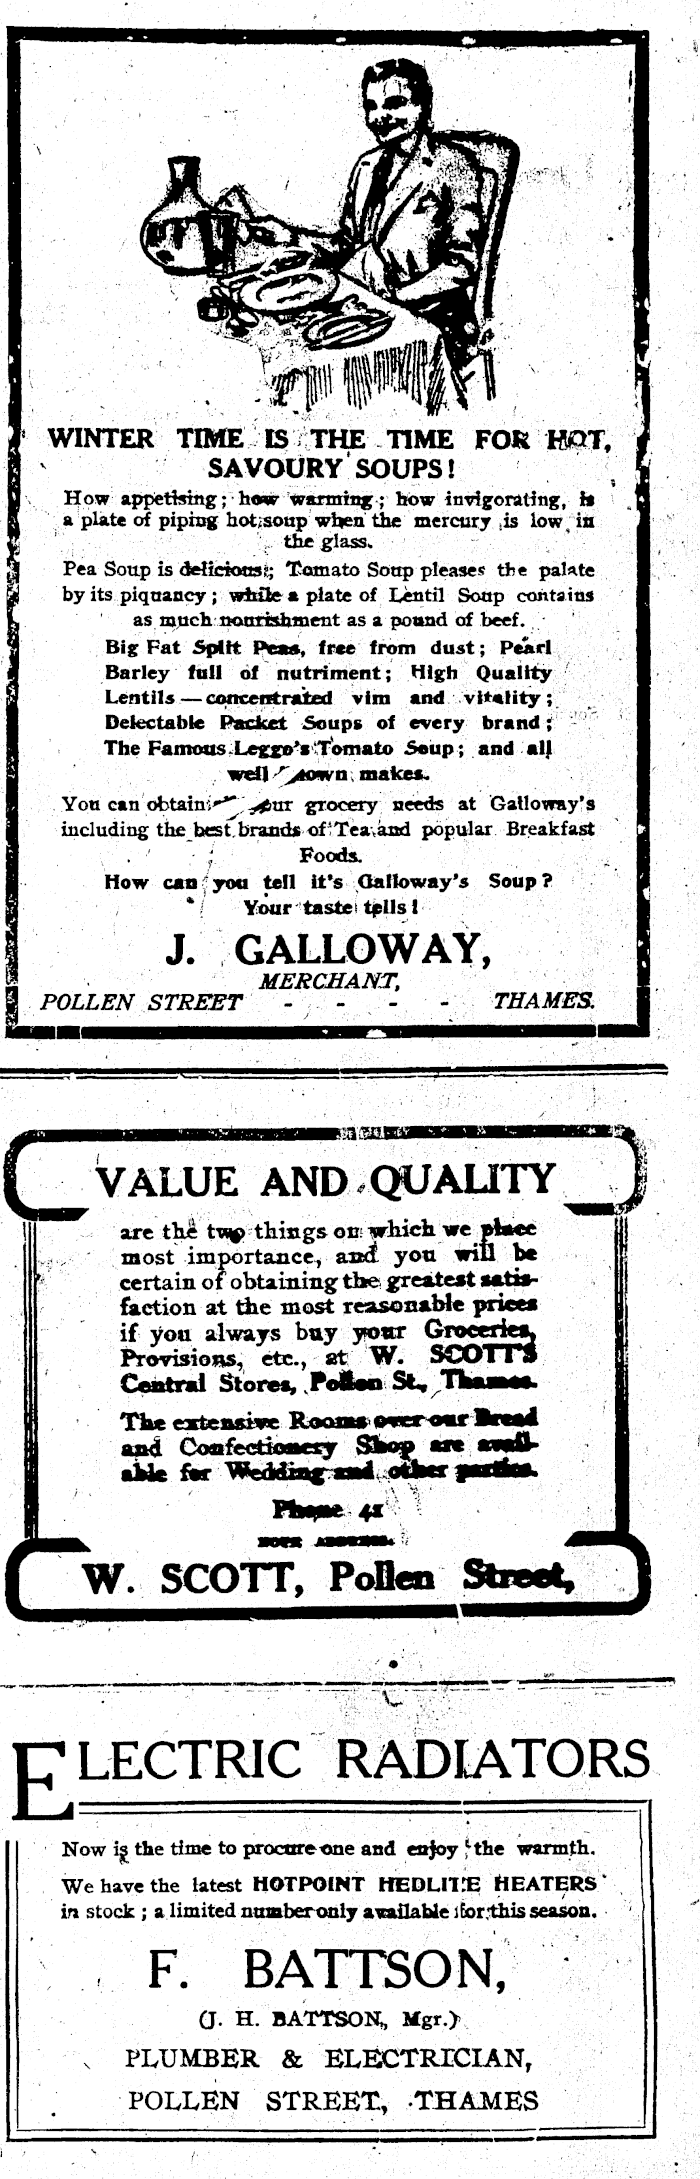 WINTER TIME IS THE TIME FOR HOT,
SAVOURY SOUPS!
How appetising; how warming; how invigorating, is
a plate of piping hot soup when the mercury is low in
the glass.
Pea Soup is delicious; Tomato Soup pleases the palate
by its piquancy; while a plate of Lentil Soup contains
as much nourishment as a pound of beef.
Big Fat Split Peas, free from dust; Pearl
Barley full of nutriment; High Quality
Lentils—concentrated vim and vitality;
Delectable Packet Soups of every brand;
The Famous Leggo's Tomato Soup; and all
well makes.
You can obtain grocery needs at Galloway's
including the best brands of Tea and popular Breakfast
Foods.
How can you tell it's Galloway's Soup?
Your taste tells!
J. GALLOWAY,
MERCHANT,
POLLEN STREET - - - - THAMES.
VALUE AND QUALITY
are the two things on which we place
most importance, and you will be
certain of obtaining the greatest satis-
faction at the most reasonable prices
if you always buy your Groceries,
Provisions, etc., at W. SCOTT'S
Central Stores, Pollen St., Thames.
The extensive Rooms over our Bread
and Confectionery Shop are avail-
able for Wedding and other parties.
Phone 41
NOTE ADDRESS.
W. SCOTT, Pollen Street,
ELECTRIC RADIATORS
Now is the time to procure one and enjoy the warmth.
We have the latest HOTPOINT HEDLITE HEATERS
in stock; a limited number only available for this season.
F. BATTSON,
(J. H. BATTSON, Mgr.)
PLUMBER & ELECTRICIAN,
POLLEN STREET, THAMES